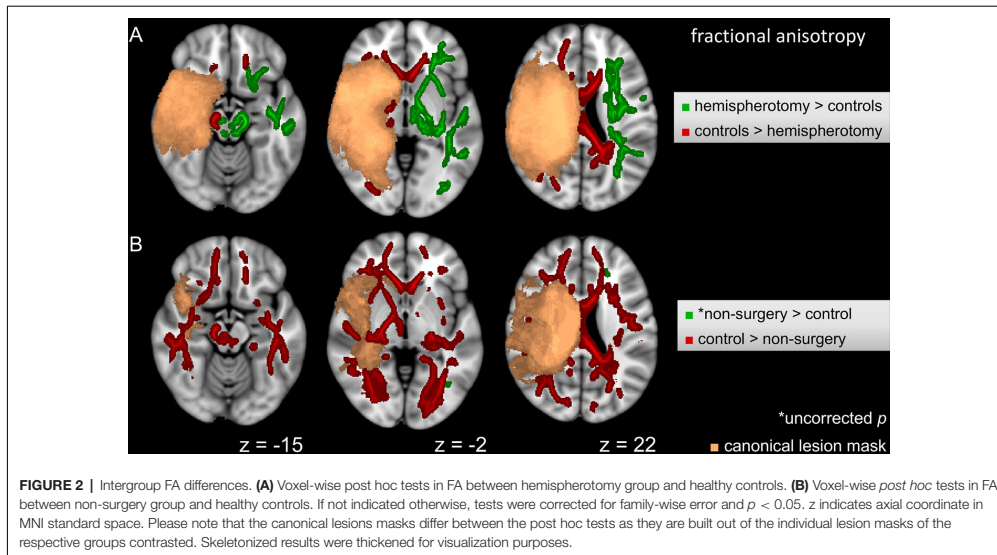 A
fractional anisotropy
hemispherotomy > controls
controls > hemispherotomy
B
*non-surgery > control
control > non-surgery
*uncorrected p
z = -15
z = -2
z = 22
canonical lesion mask
FIGURE 2 | Intergroup FA differences. (A) Voxel-wise post hoc tests in FA between hemispherotomy group and healthy controls. (B) Voxel-wise post hoc tests in FA
between non-surgery group and healthy controls. If not indicated otherwise, tests were corrected for family-wise error and p < 0.05. z indicates axial coordinate in
MNI standard space. Please note that the canonical lesions masks differ between the post hoc tests as they are built out of the individual lesion masks of the
respective groups contrasted. Skeletonized results were thickened for visualization purposes.